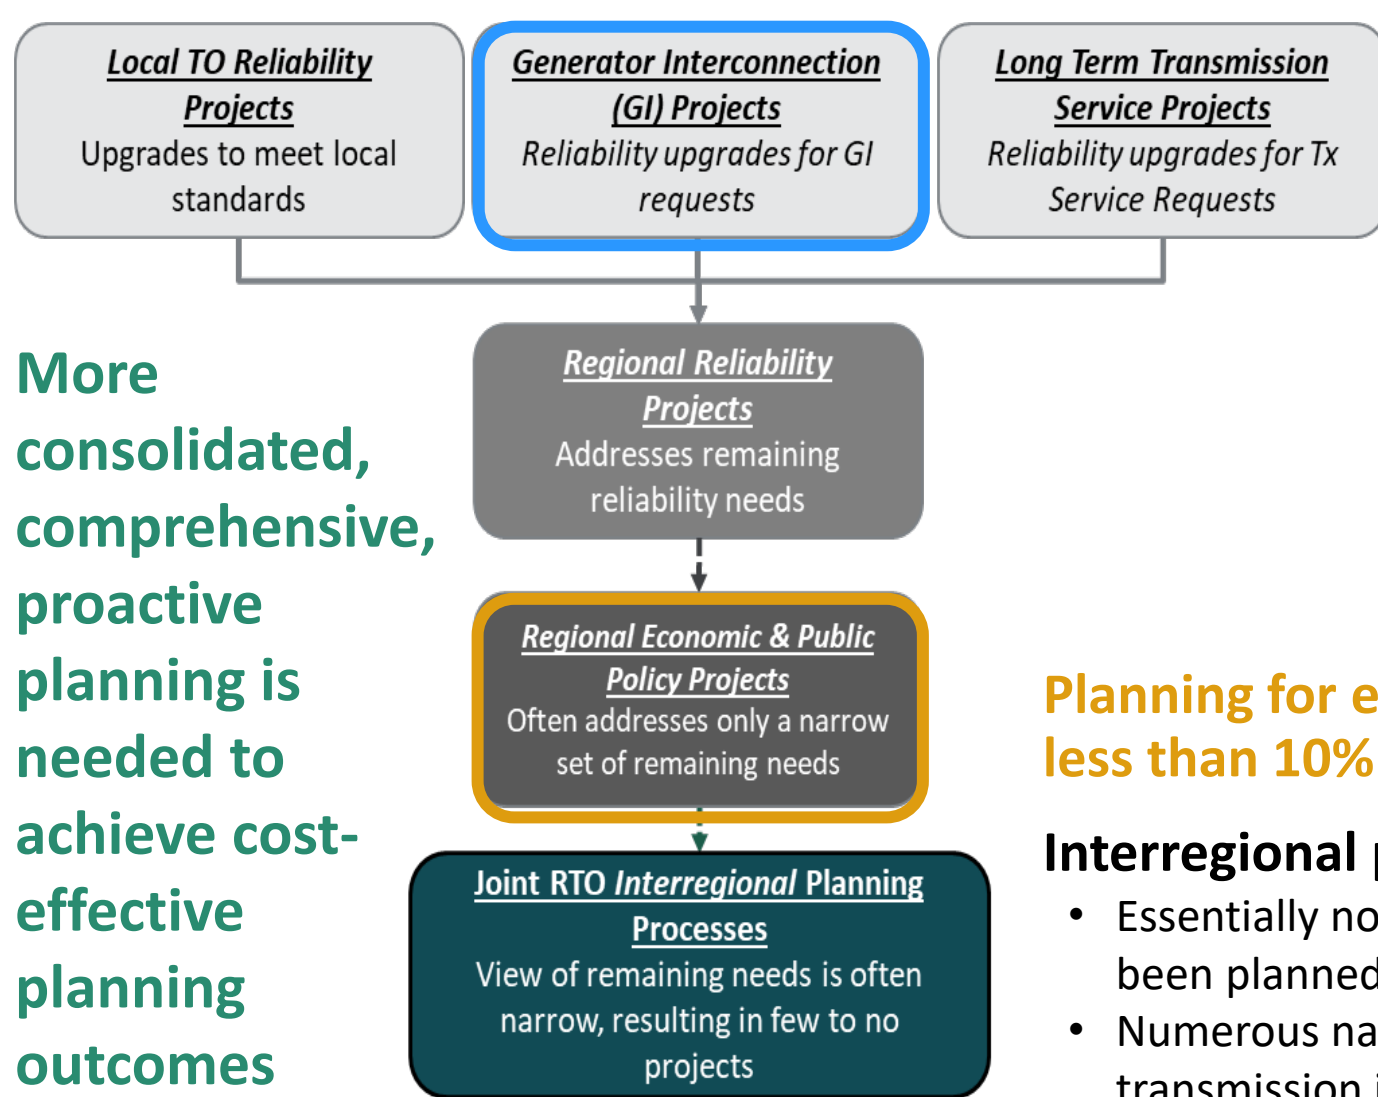 Local TO Reliability
Projects
Upgrades to meet local
standards
Generator Interconnection
(GI) Projects
Reliability upgrades for GI
requests
Long Term Transmission
Service Projects
Reliability upgrades for Tx
Service Requests
Regional Reliability
Projects
Addresses remaining
reliability needs
Regional Economic & Public
Policy Projects
Often addresses only a narrow
set of remaining needs
Joint RTO Interregional Planning
Processes
View of remaining needs is often
narrow, resulting in few to no
projects
More
consolidated,
comprehensive,
proactive
planning is
needed to
achieve cost-
effective
planning
outcomes
Planning for
less than 10%
Interregional
• Essentially
been planned
• Numerous
transmission